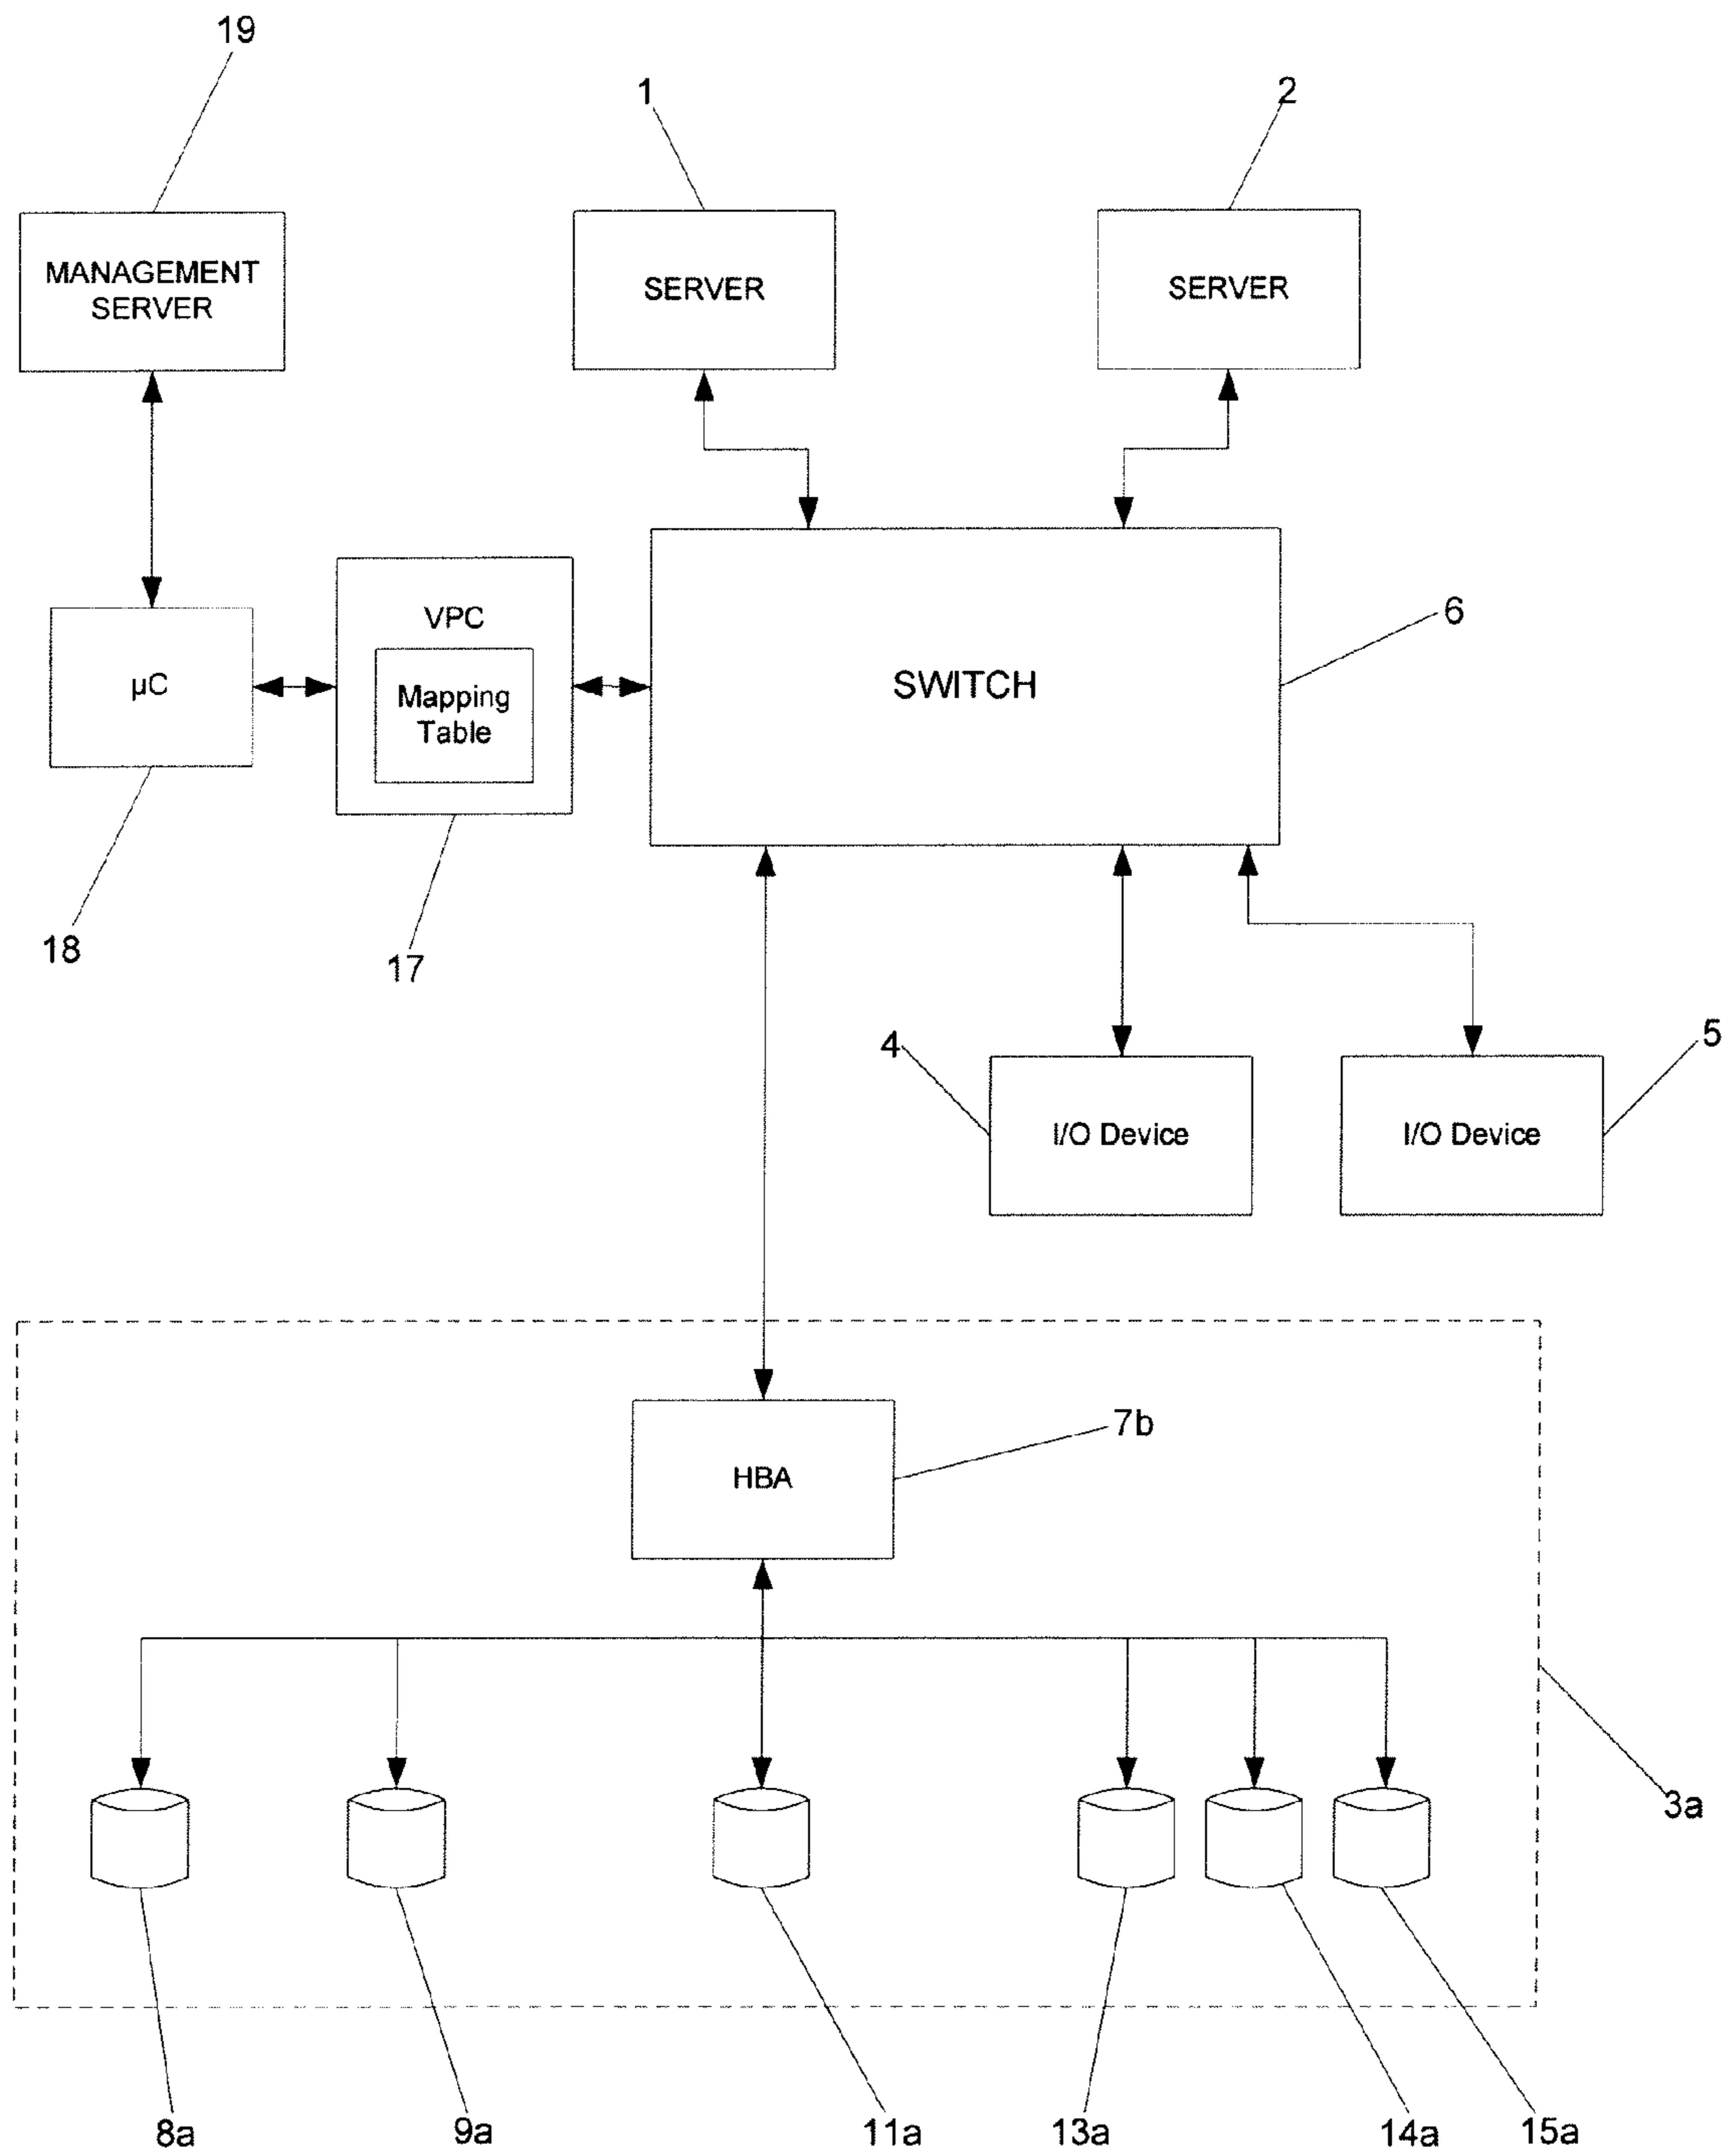 19
1
2
MANAGEMENT
SERVER
SERVER
SERVER
6
VPC
µC
Mapping
Table
SWITCH
18
17
4
5
I/O Device
I/O Device
7b
HBA
3a
8a
9a
11a
13a
14a
15a